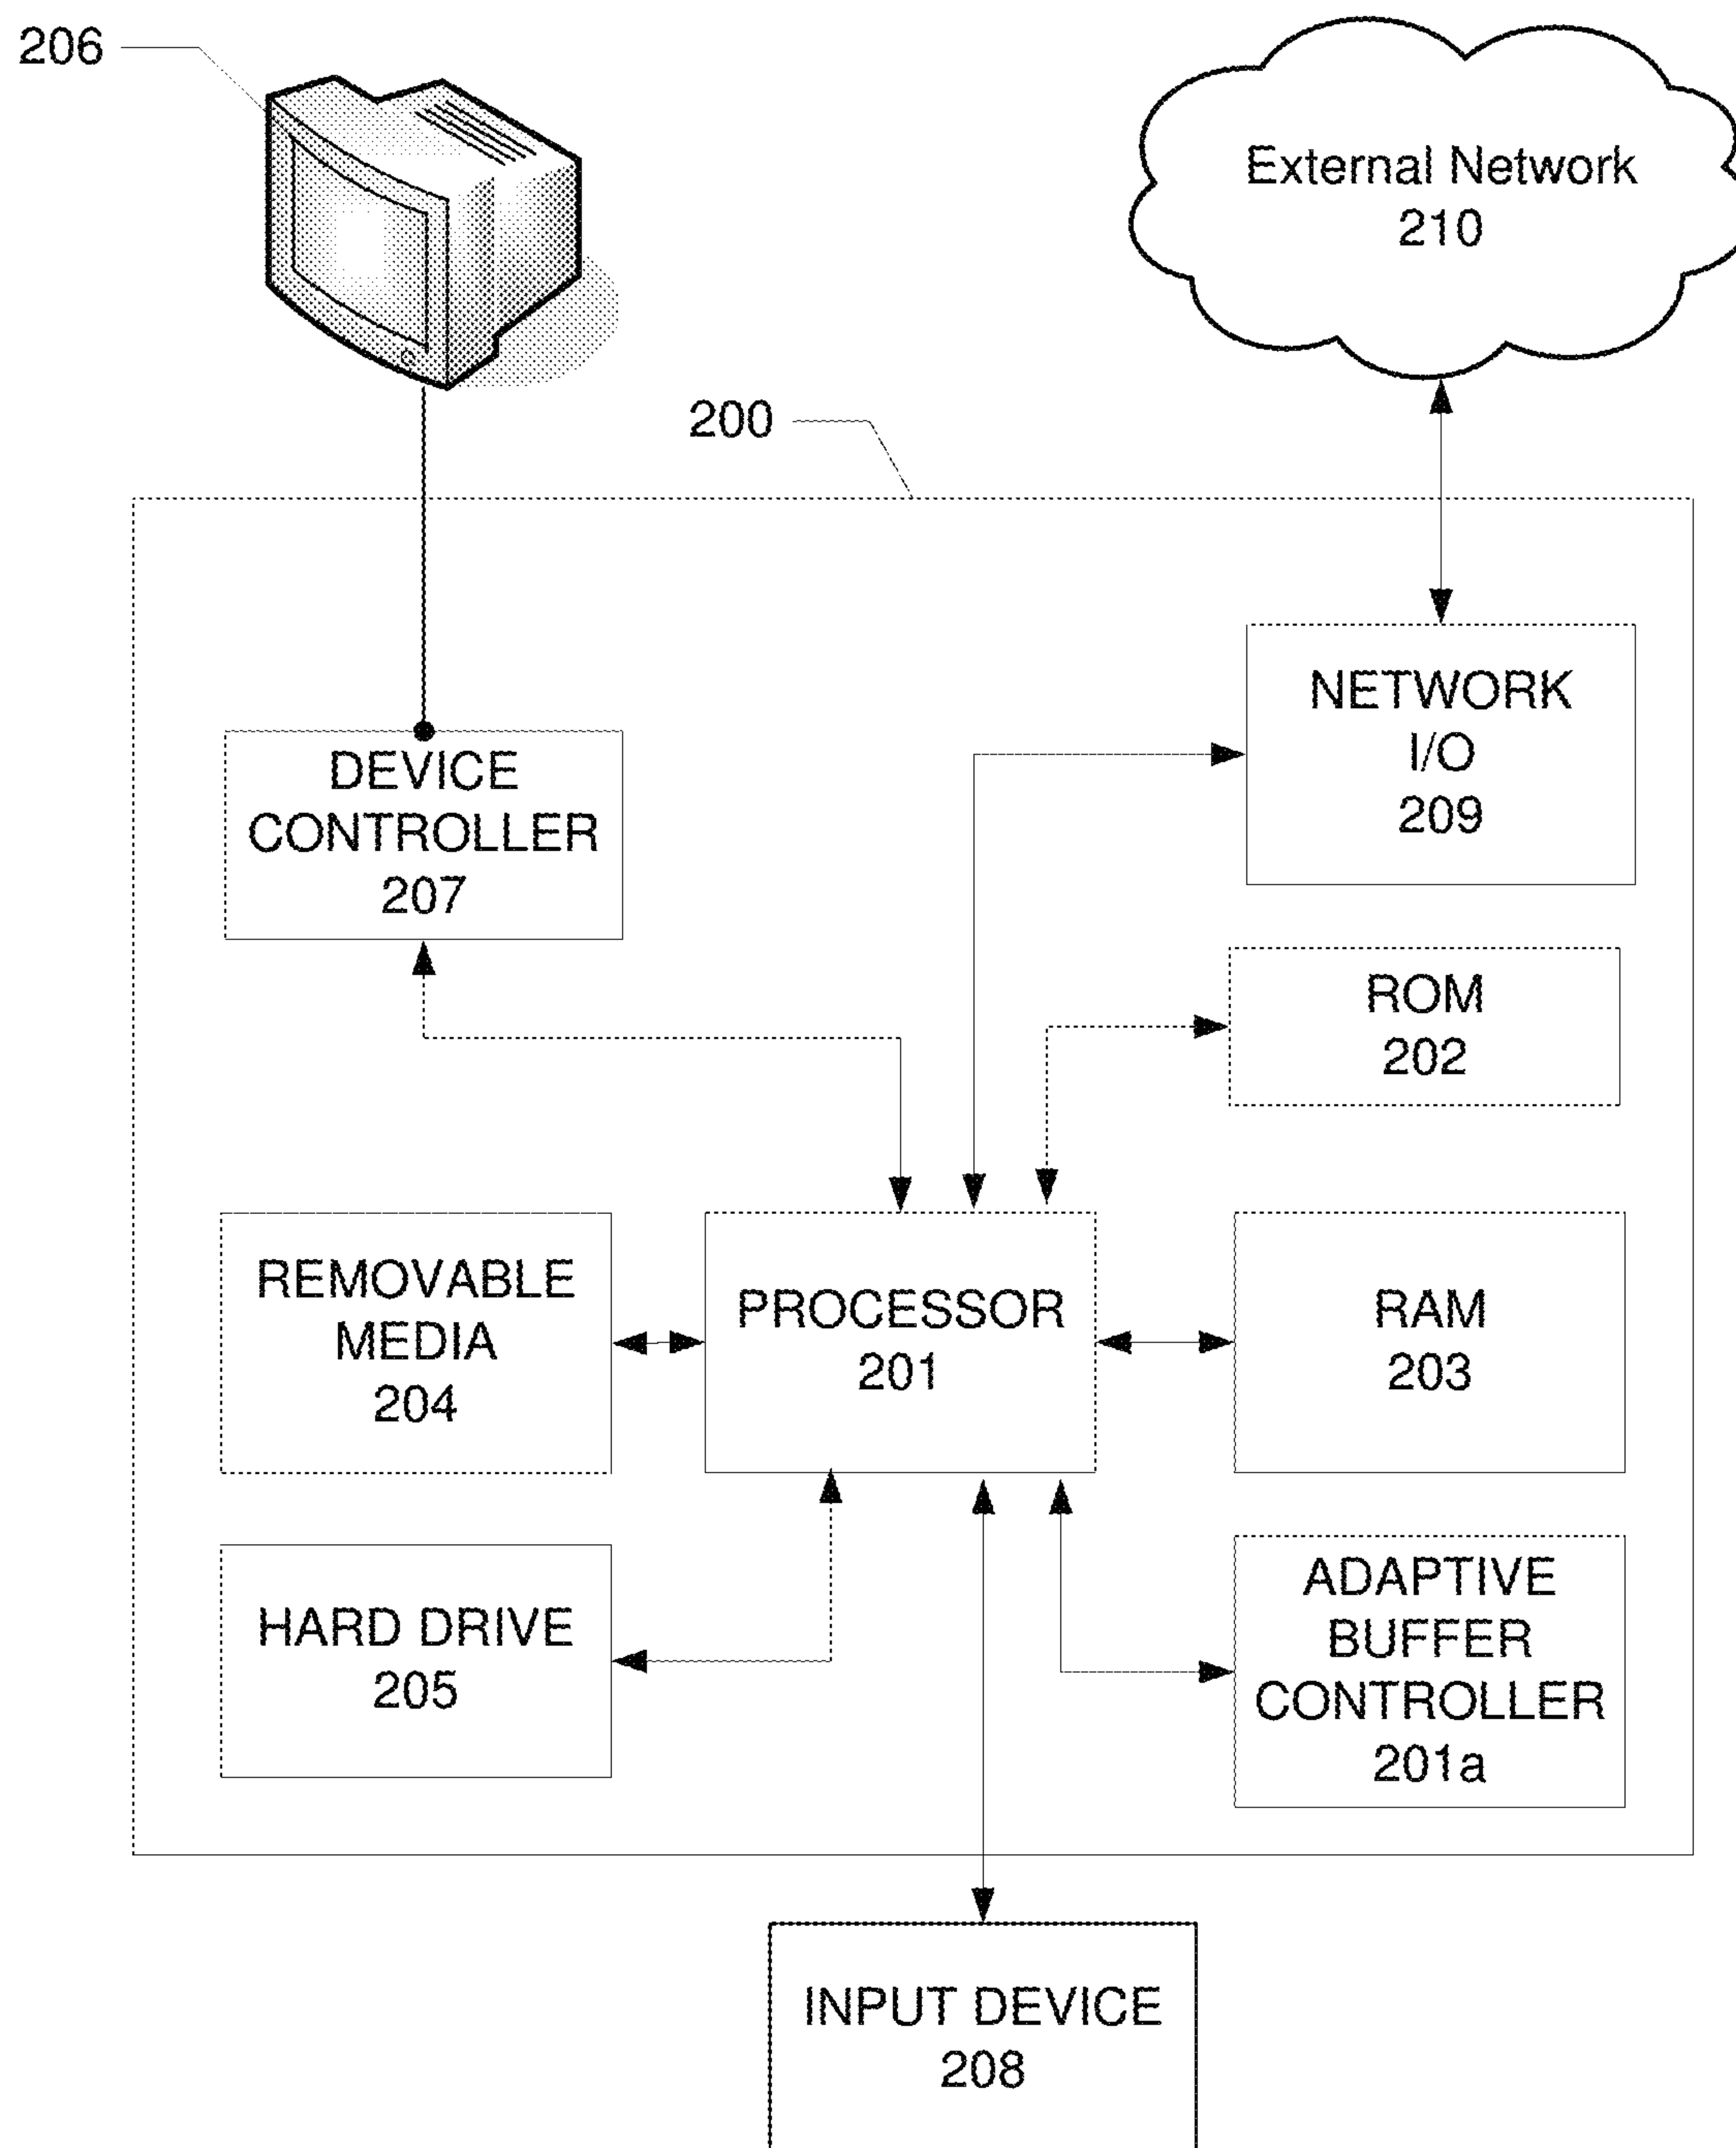 206
External Network
210
200
NETWORK
I/O
209
DEVICE
CONTROLLER
207
ROM
202
REMOVABLE
MEDIA
204
PROCESSOR
201
RAM
203
HARD DRIVE
205
ADAPTIVE
BUFFER
CONTROLLER
201a
INPUT DEVICE
208